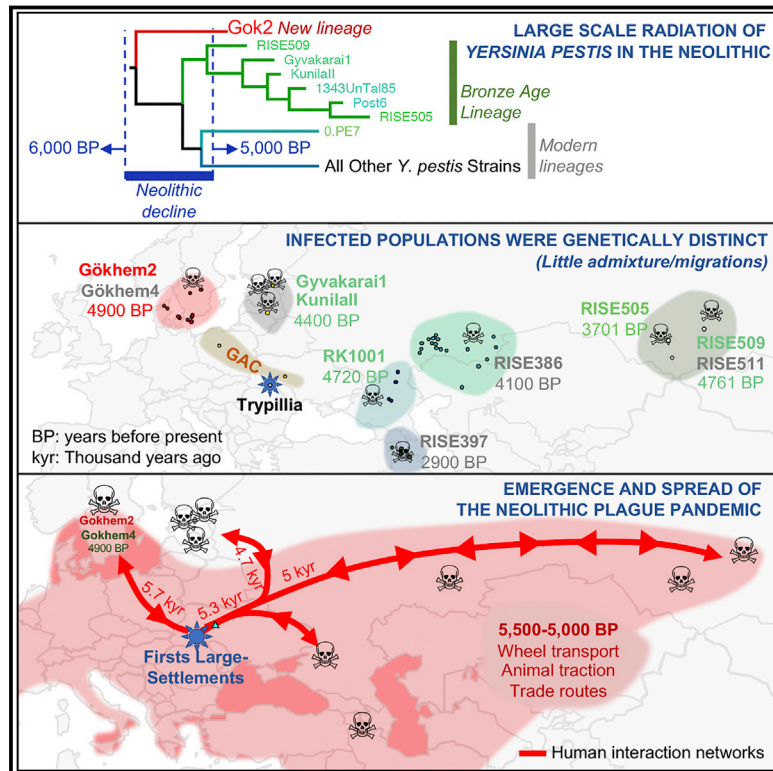 LARGE SCALE RADIATION OF
YERSINIA PESTIS IN THE NEOLITHIC
Gok2 New lineage
RISE509
Gyvakarai1
KunilaII
1343UnTal85
Post6
RISE505
Bronze Age
Lineage
0.PE7
All Other Y. pestis Strains
Modern
lineages
6,000 BP
5,000 BP
Neolithic
decline
INFECTED POPULATIONS WERE GENETICALLY DISTINCT
(Little admixture/migrations)
Gökhem2
Gökhem4
4900 BP
Gyvakarai1
KunilaII
4400 BP
RISE505
3701 BP
RISE509
RISE511
4761 BP
GAC
Trypillia
RK1001
4720 BP
RISE386
4100 BP
RISE397
2900 BP
BP: years before present
kyr: Thousand years ago
EMERGENCE AND SPREAD OF
THE NEOLITHIC PLAGUE PANDEMIC
Gokhem2
Gokhem4
4900 BP
5.7 kyr
5.3 kyr
4.7 kyr
5 kyr
Firsts Large-
Settlements
5,500-5,000 BP
Wheel transport
Animal traction
Trade routes
Human interaction networks